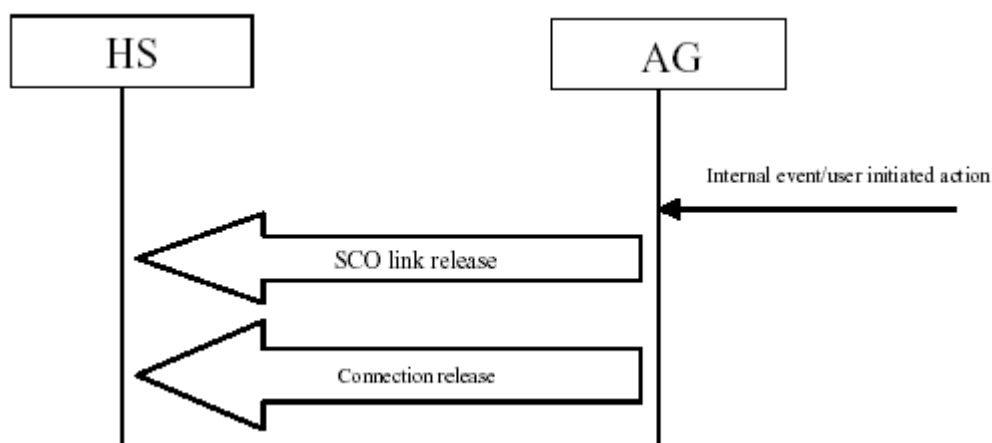 HS
AG
Internal event/user initiated action
SCO link release
Connection release